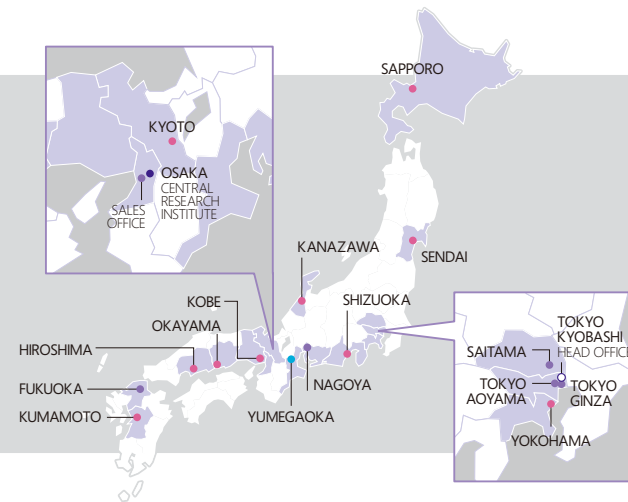 SAPPORO
KYOTO
OSAKA
CENTRAL
RESEARCH
INSTITUTE
SALES
OFFICE
KANAZAWA
SENDAI
KOBE
SHIZUOKA
OKAYAMA
HIROSHIMA
FUKUOKA
KUMAMOTO
NAGOYA
YUMEGAOKA
TOKYO
KYOBASHI
HEAD OFFICE
SAITAMA
TOKYO
AOYAMA
TOKYO
GINZA
YOKOHAMA